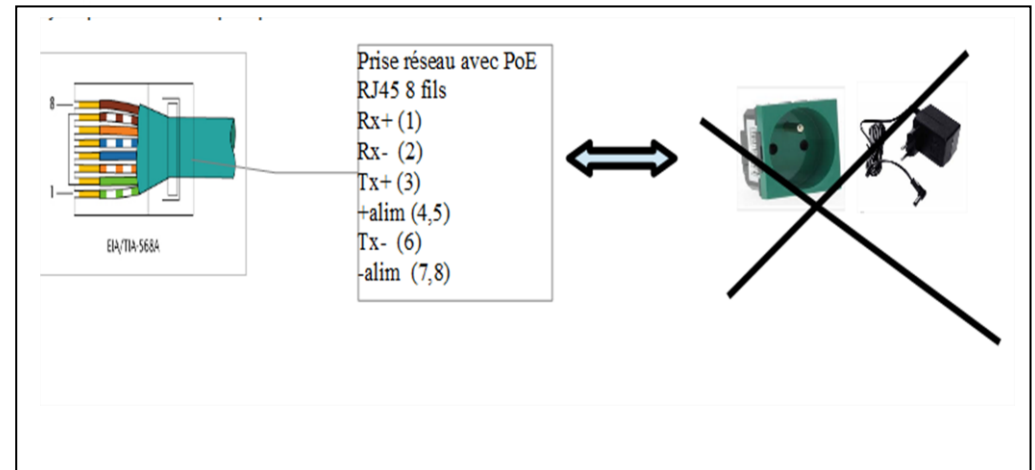 8
1
EIA/TIA-568A
Prise réseau avec PoE
RJ45 8 fils
Rx+ (1)
Rx- (2)
Tx+ (3)
+alim (4,5)
Tx- (6)
-alim (7,8)